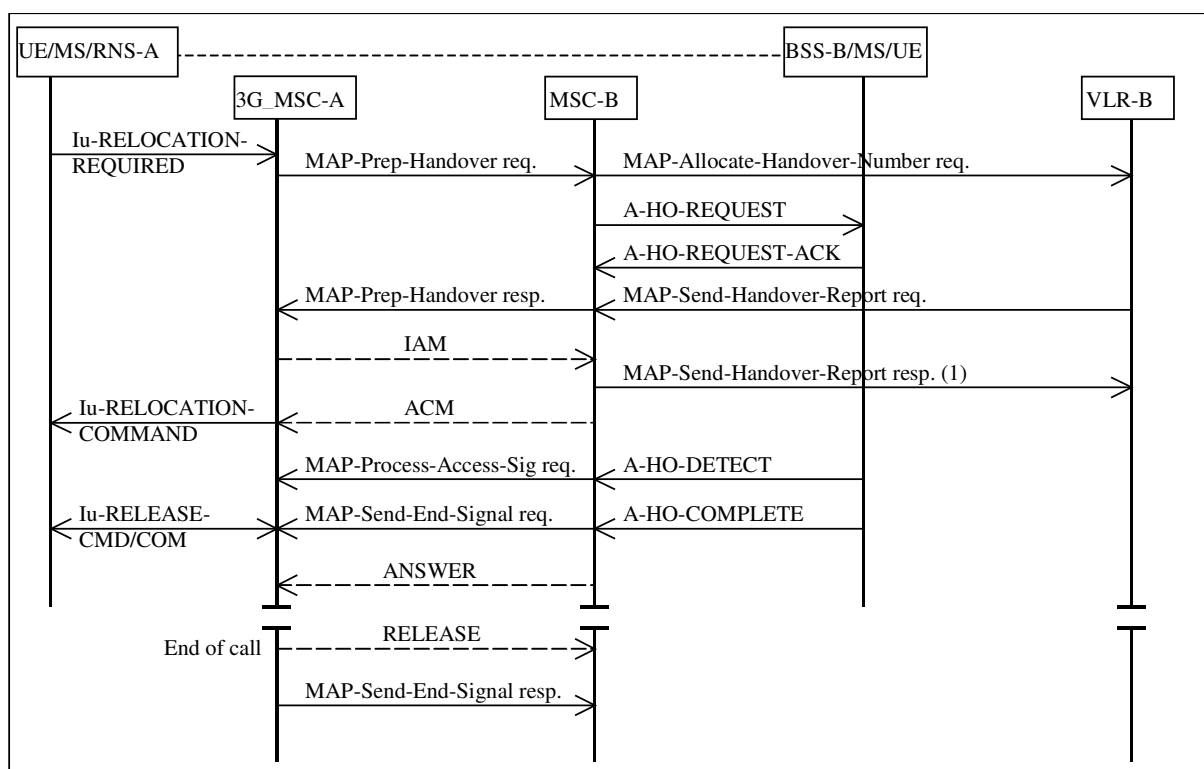 UE/MS/RNS-A
BSS-B/MS/UE
3G_MSC-A
MSC-B
VLR-B
Iu-RELOCATION-
REQUIRED
MAP-Prep-Handover req.
MAP-Allocate-Handover-Number req.
A-HO-REQUEST
A-HO-REQUEST-ACK
MAP-Prep-Handover resp.
MAP-Send-Handover-Report req.
IAM
MAP-Send-Handover-Report resp. (1)
Iu-RELOCATION-
COMMAND
ACM
MAP-Process-Access-Sig req.
A-HO-DETECT
Iu-RELEASE-
CMD/COM
MAP-Send-End-Signal req.
A-HO-COMPLETE
ANSWER
End of call
RELEASE
MAP-Send-End-Signal resp.